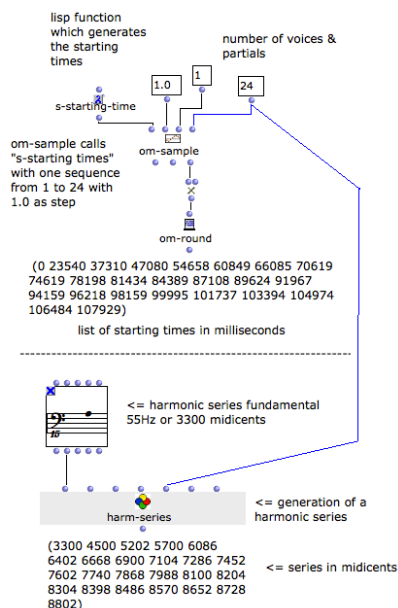 lisp function
which generates
the starting
times
number of voices &
partials
1.0
1
24
s-starting-time
om-sample calls
"s-starting times"
with one sequence
from 1 to 24 with
1.0 as step
om-sample
×
om-round
(0 23540 37310 47080 54658 60849 66085 70619
74619 78198 81434 84389 87108 89624 91967
94159 96218 98159 99995 101737 103394 104974
106484 107929)
list of starting times in milliseconds
<= harmonic series fundamental
55Hz or 3300 midicents
15
harm-series
<= generation of a
harmonic series
(3300 4500 5202 5700 6086
6402 6668 6900 7104 7286 7452
7602 7740 7868 7988 8100 8204
8304 8398 8486 8570 8652 8728
8802)
<= series in midicents